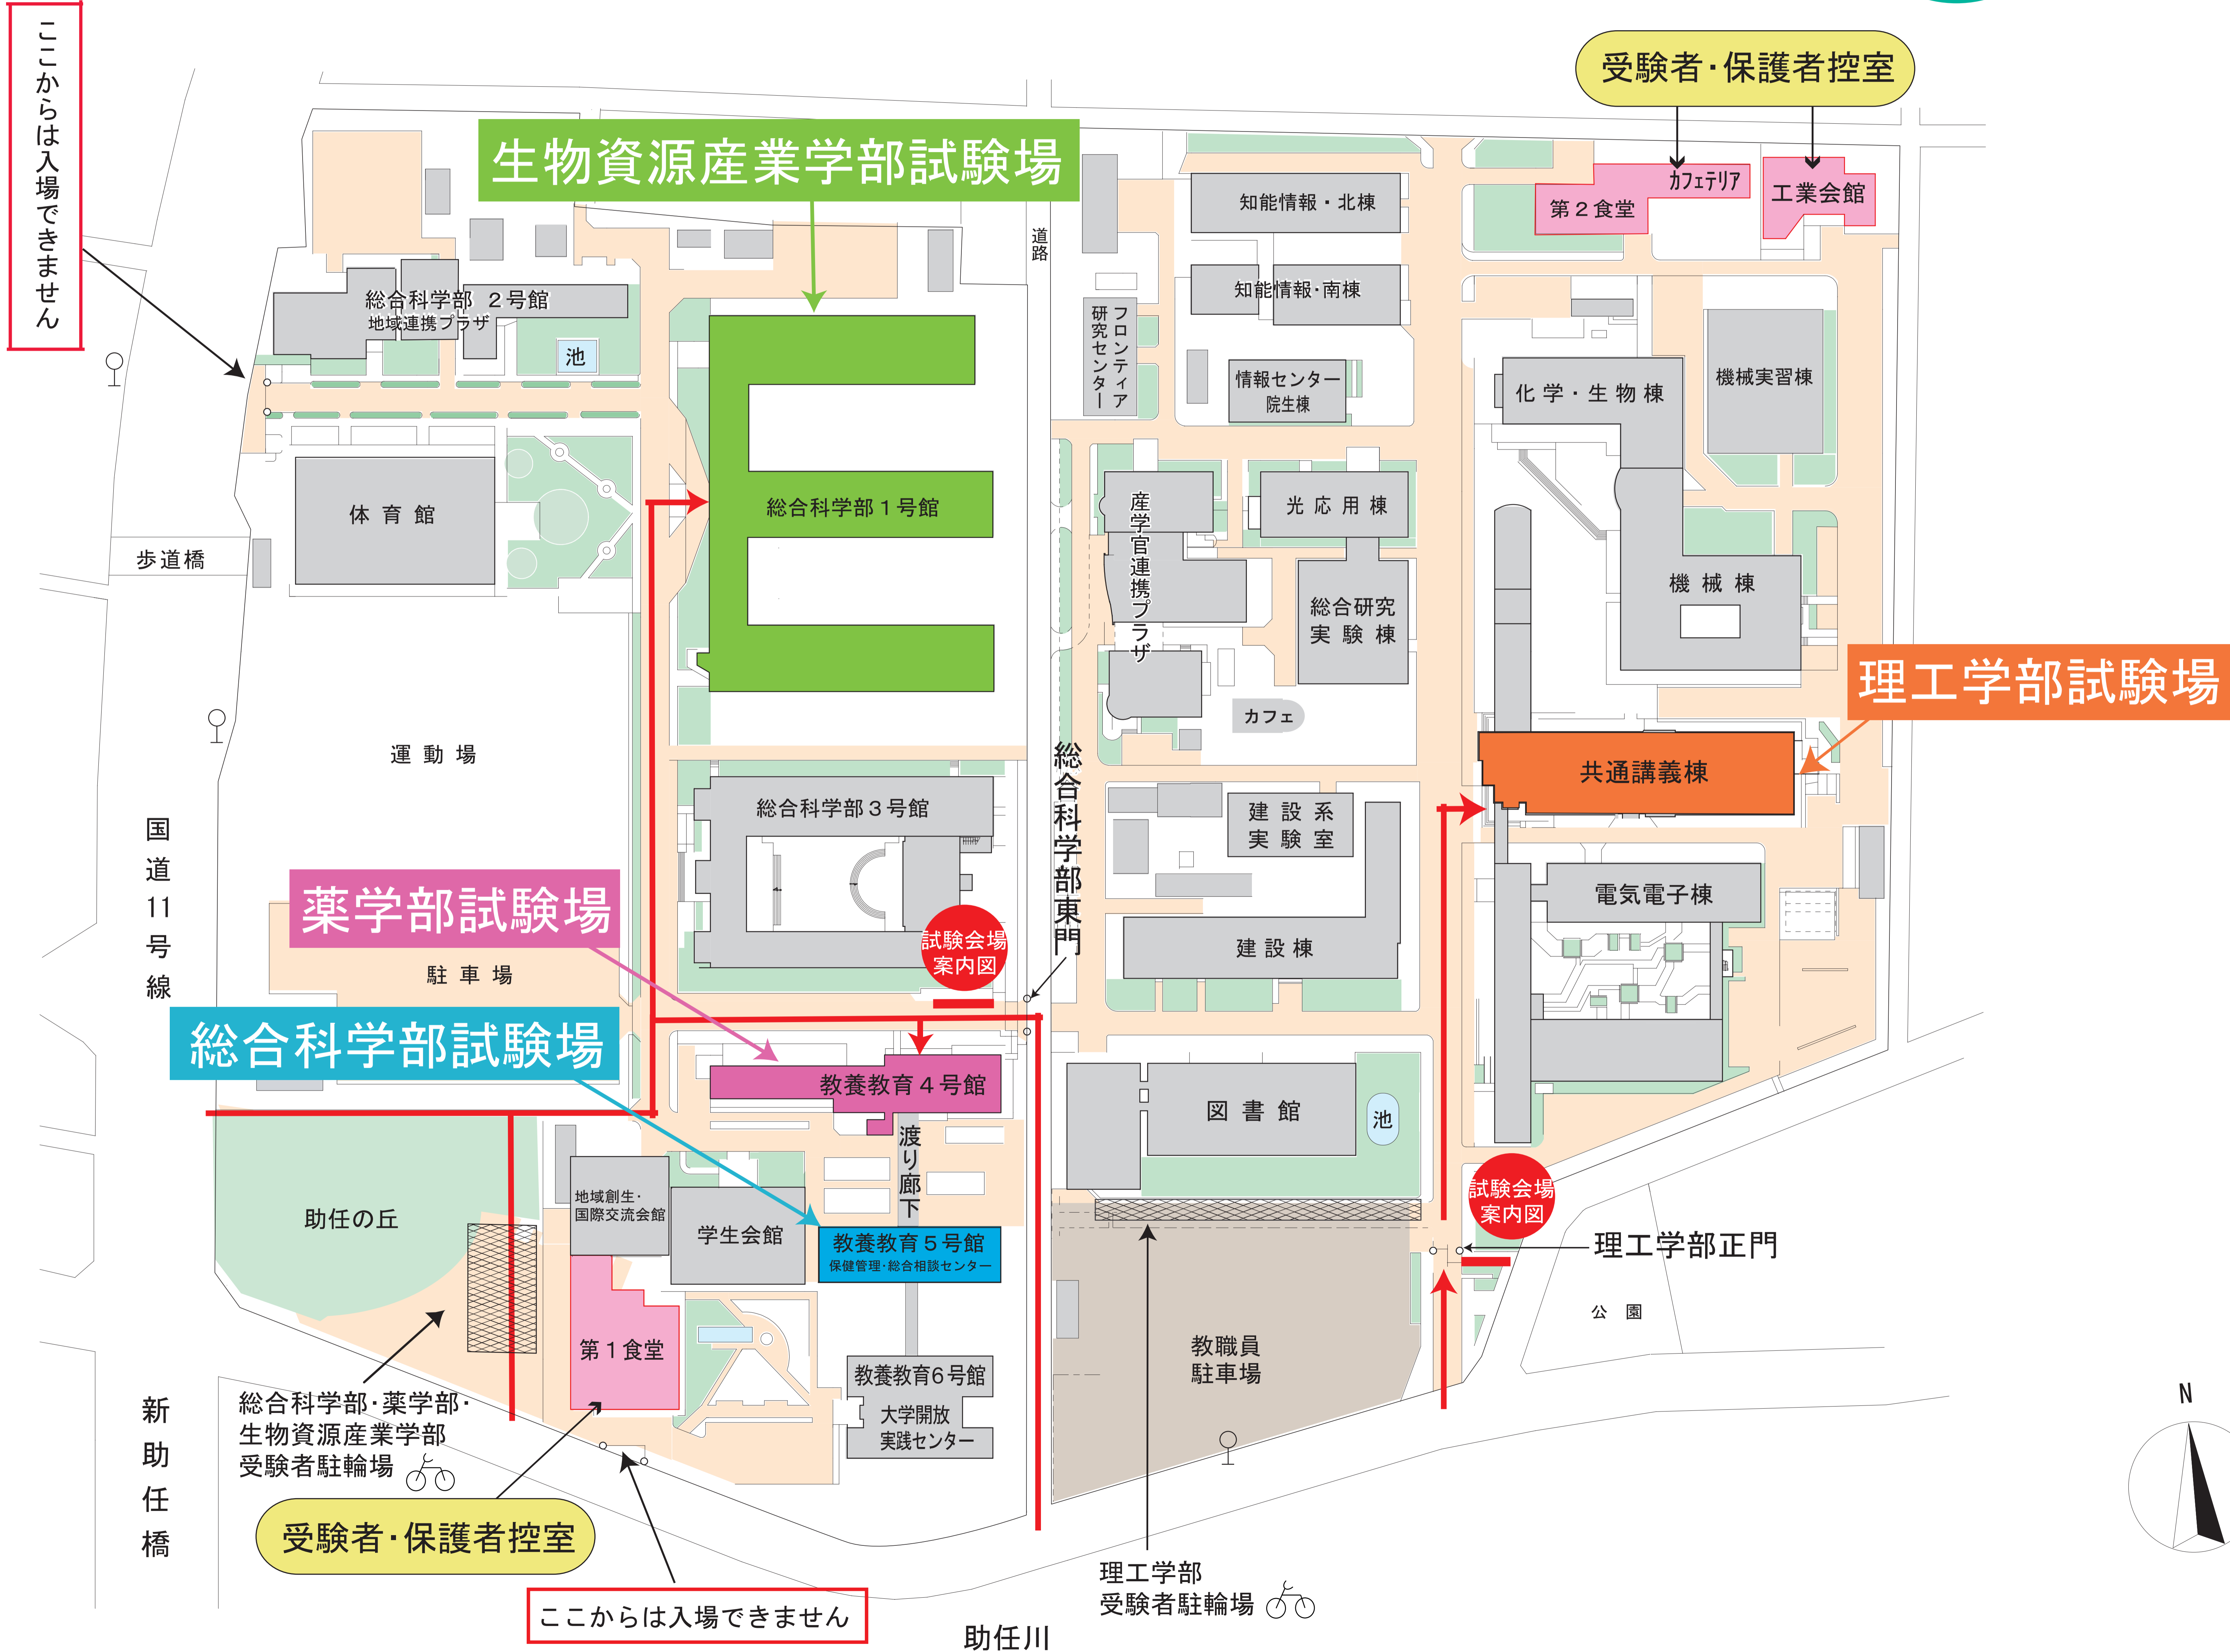 ここからは入場できません
受験者・保護者控室
生物資源産業学部試験場
知能情報・北棟
カフェテリア
第２食堂
工業会館
道路
総合科学部 ２号館
地域連携プラザ
知能情報・南棟
フロンティア
研究センター
池
情報センター
院生棟
化学・生物棟
機械実習棟
体育館
総合科学部１号館
産学官連携プラザ
光応用棟
歩道橋
総合研究
実験棟
機械棟
理工学部試験場
カフェ
運動場
総合科学部東門
共通講義棟
国道11号線
総合科学部３号館
建設系
実験室
薬学部試験場
電気電子棟
試験会場
案内図
建設棟
駐車場
総合科学部試験場
教養教育４号館
図書館
池
渡り廊下
地域創生・
国際交流会館
助任の丘
学生会館
教養教育５号館
保健管理・総合相談センター
試験会場
案内図
理工学部正門
公園
第１食堂
教職員
駐車場
教養教育6号館
大学開放
実践センター
総合科学部・薬学部・
生物資源産業学部
受験者駐輪場
新助任橋
N
受験者・保護者控室
理工学部
受験者駐輪場
ここからは入場できません
助任川